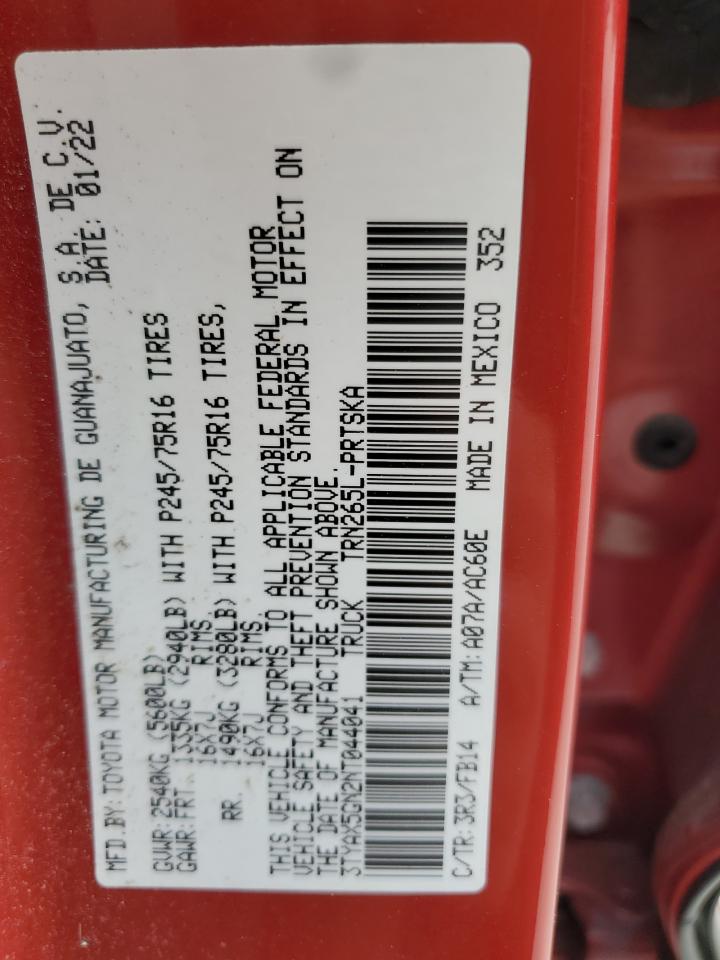 MFD.BY: TOYOTA MOTOR MANUFACTURING DE GUANAJUATO, S.A. DE C.V.
DATE: 01/22
GVWR: 2540KG (5600LB)
GAWR: FRT 1335KG (2940LB) WITH P245/75R16 TIRES
16X7J RIMS.
RR. 1490KG (3280LB) WITH P245/75R16 TIRES,
16X7J RIMS.
THIS VEHICLE CONFORMS TO ALL APPLICABLE FEDERAL MOTOR
VEHICLE SAFETY AND THEFT PREVENTION STANDARDS IN EFFECT ON
THE DATE OF MANUFACTURE SHOWN ABOVE.
3TYAX5GN2NT044041 TRUCK TRN265L-PRTSKA
C/TR: 3R3/FB14 A/TM: A07A/AC60E MADE IN MEXICO 352